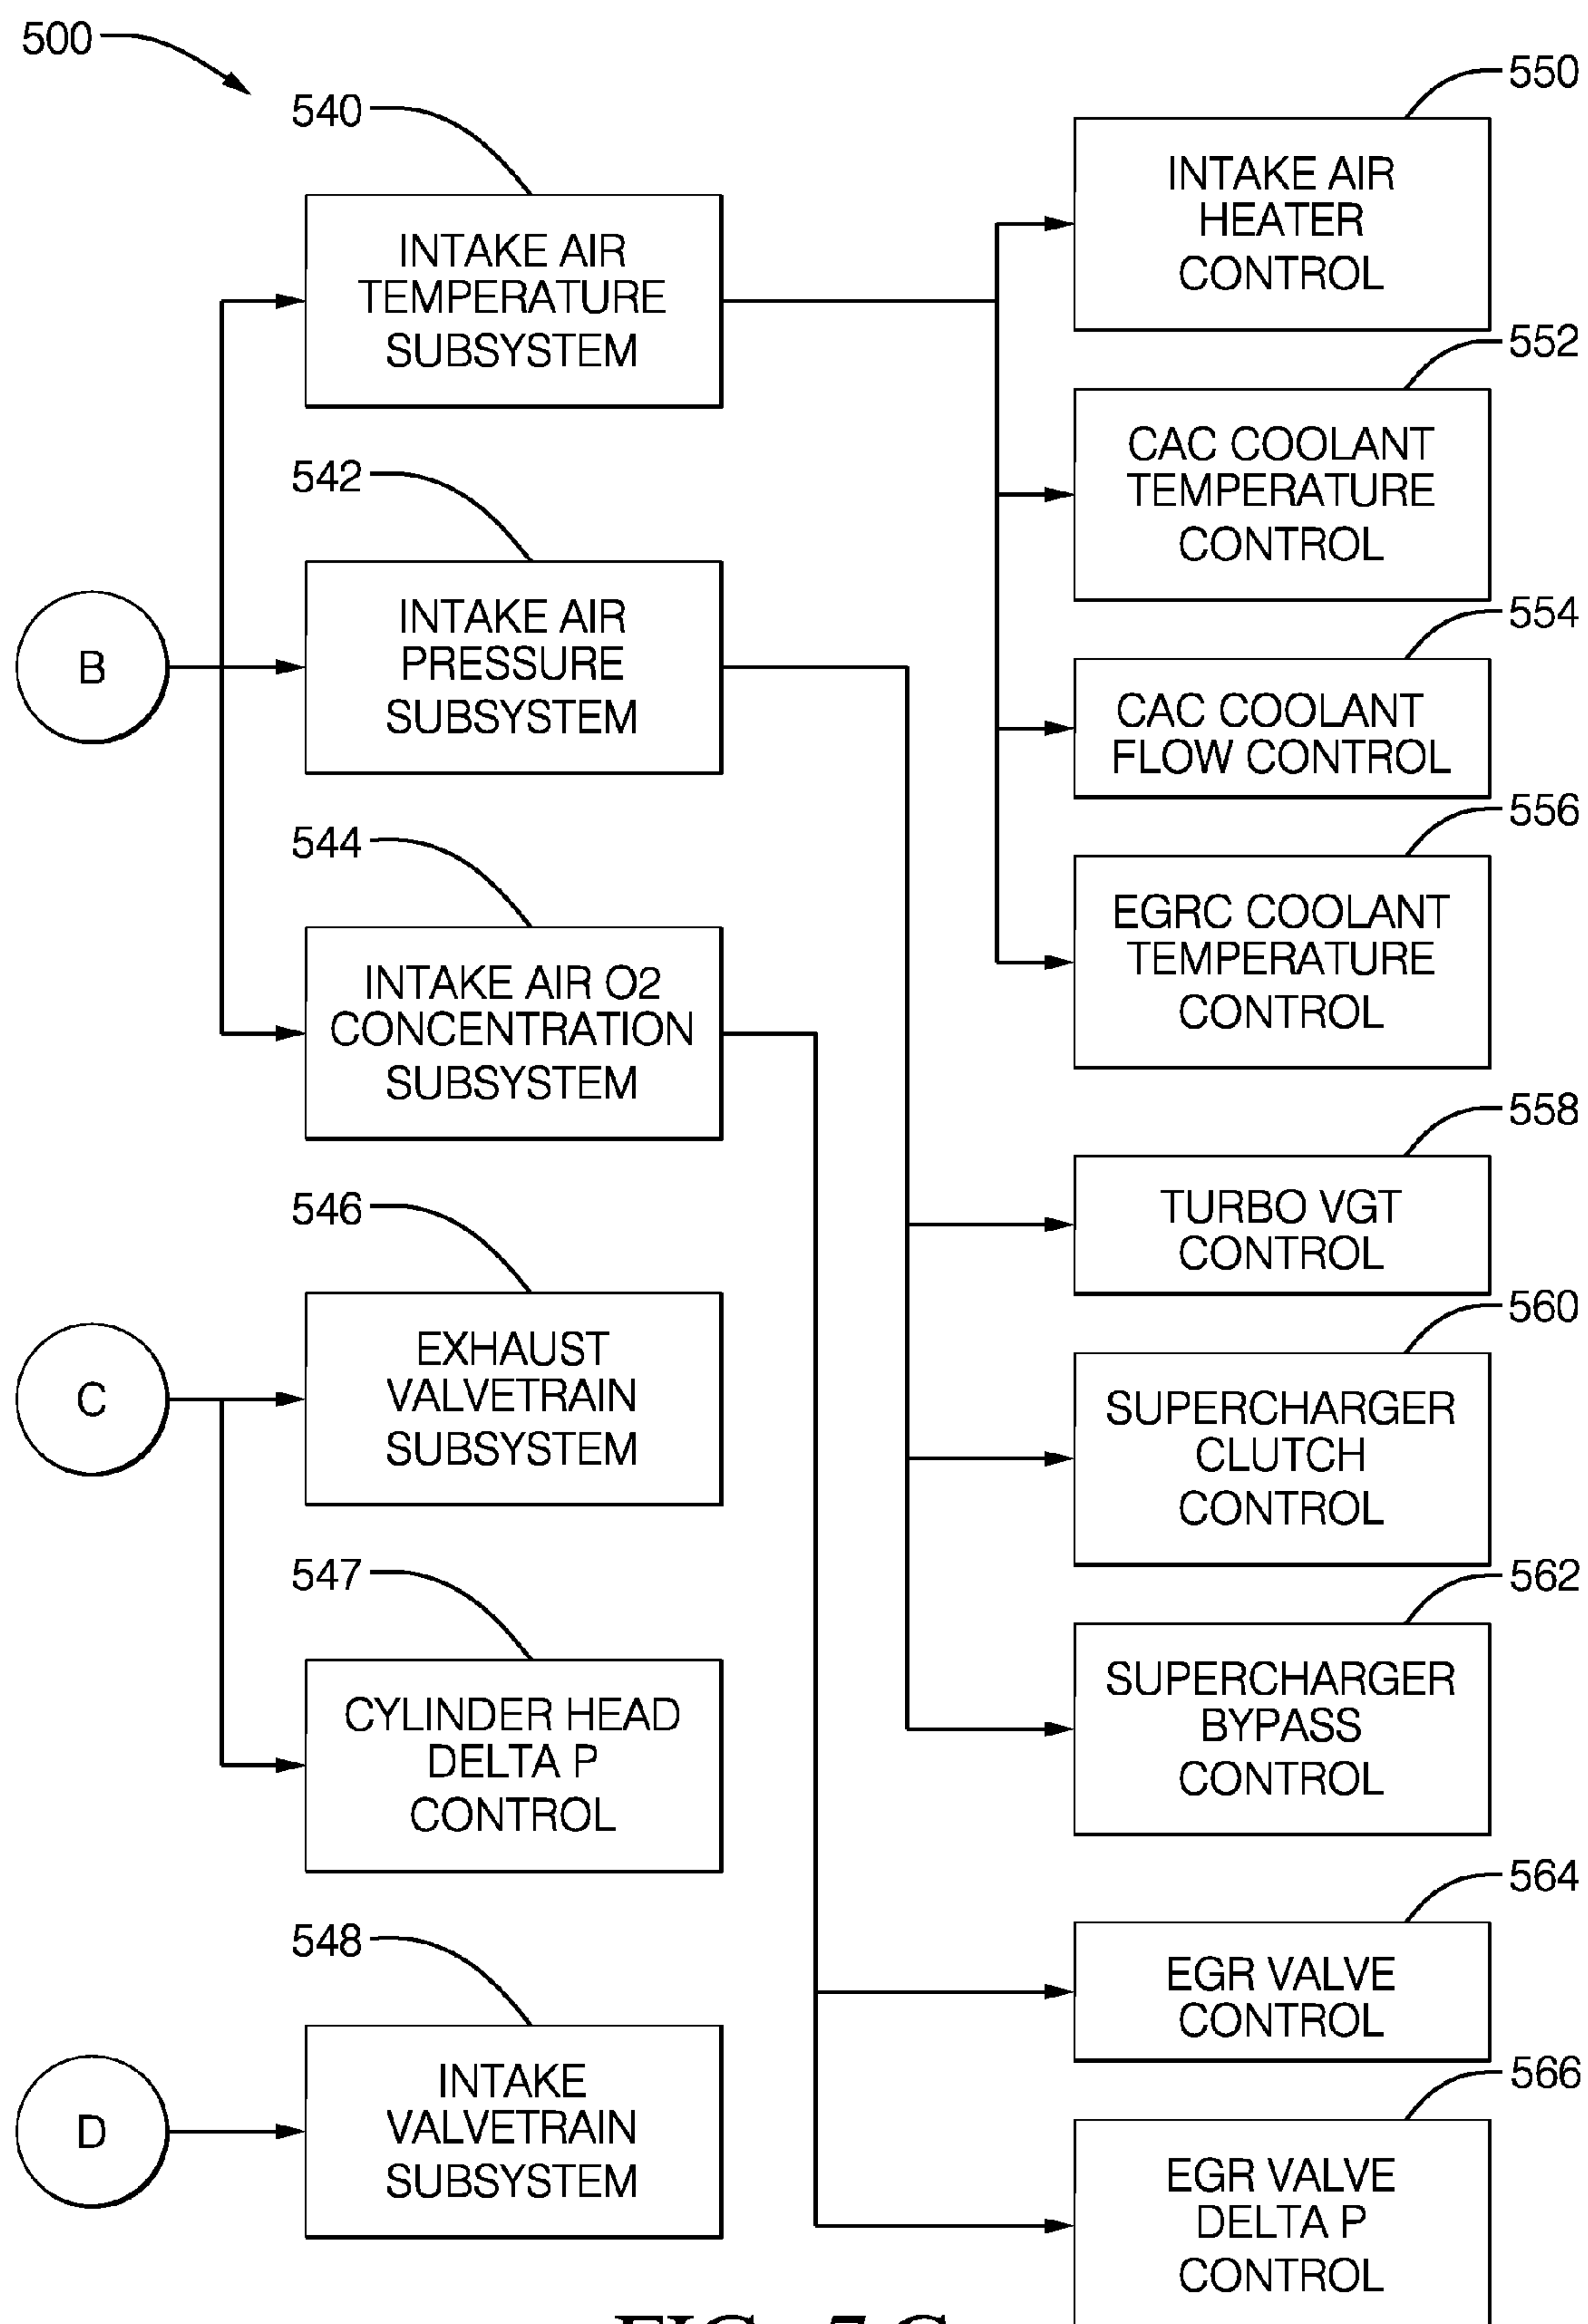 500
540
INTAKE AIR
TEMPERATURE
SUBSYSTEM
542
INTAKE AIR
PRESSURE
SUBSYSTEM
B
544
INTAKE AIR O2
CONCENTRATION
SUBSYSTEM
546
EXHAUST
VALVETRAIN
SUBSYSTEM
C
547
CYLINDER HEAD
DELTA P
CONTROL
548
INTAKE
VALVETRAIN
SUBSYSTEM
D
550
INTAKE AIR
HEATER
CONTROL
552
CAC COOLANT
TEMPERATURE
CONTROL
554
CAC COOLANT
FLOW CONTROL
556
EGRC COOLANT
TEMPERATURE
CONTROL
558
TURBO VGT
CONTROL
560
SUPERCHARGER
CLUTCH
CONTROL
562
SUPERCHARGER
BYPASS
CONTROL
564
EGR VALVE
CONTROL
566
EGR VALVE
DELTA P
CONTROL